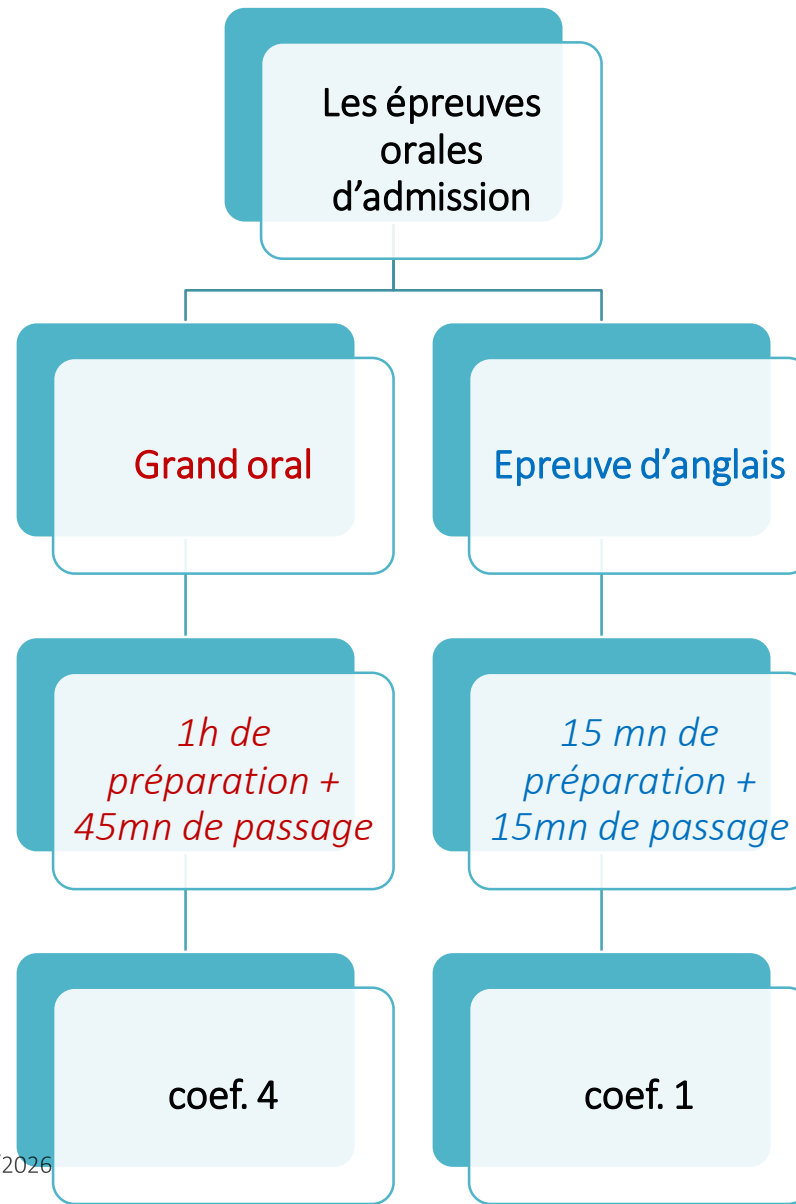 Les épreuves
orales
d’admission
Grand oral
Epreuve d’anglais
1h de
préparation +
45mn de passage
15 mn de
préparation +
15mn de passage
coef. 4
coef. 1
/2026